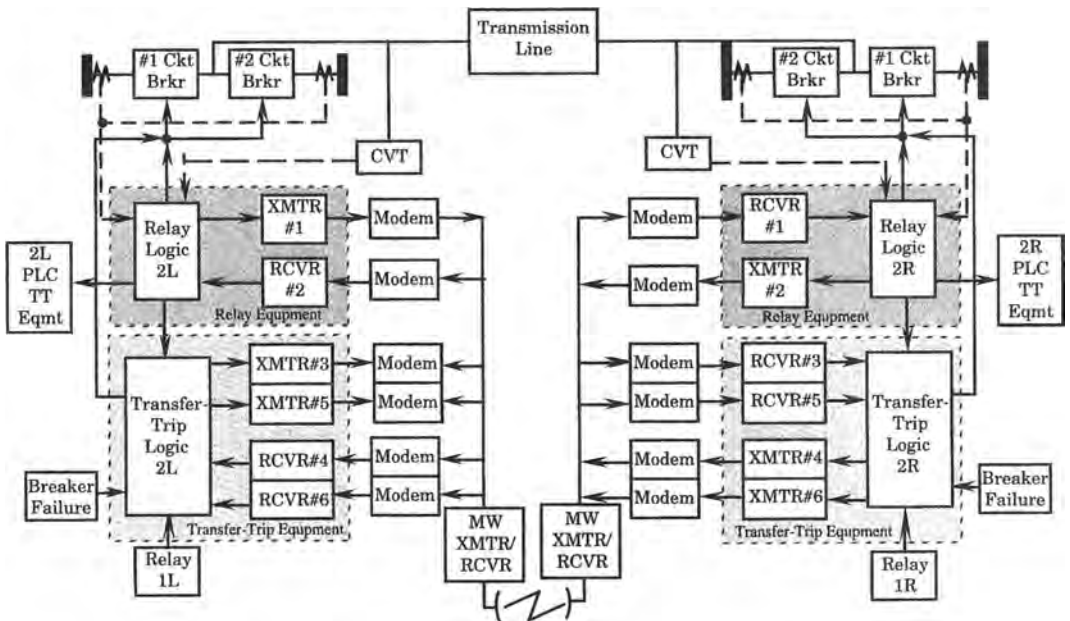 Transmission
Line
#1 Ckt
Brkr
#2 Ckt
Brkr
#2 Ckt
Brkr
#1 Ckt
Brkr
CVT
CVT
Relay
Logic
2L
XMTR
#1
Modem
RCVR
#2
Modem
Relay Equpment
2L
PLC
TT
Eqmt
Modem
RCVR
#1
Relay
Logic
2R
Modem
XMTR
#2
Relay Equpment
2R
PLC
TT
Eqmt
Transfer-
Trip
Logic
2L
XMTR#3
Modem
XMTR#5
Modem
RCVR#4
Modem
RCVR#6
Modem
Transfer-Trip Equipment
Breaker
Failure
Relay
1L
MW
XMTR/
RCVR
MW
XMTR/
RCVR
Modem
RCVR#3
Modem
RCVR#5
Modem
XMTR#4
Modem
XMTR#6
Transfer-
Trip
Logic
2R
Transfer-Trip Equipment
Breaker
Failure
Relay
1R